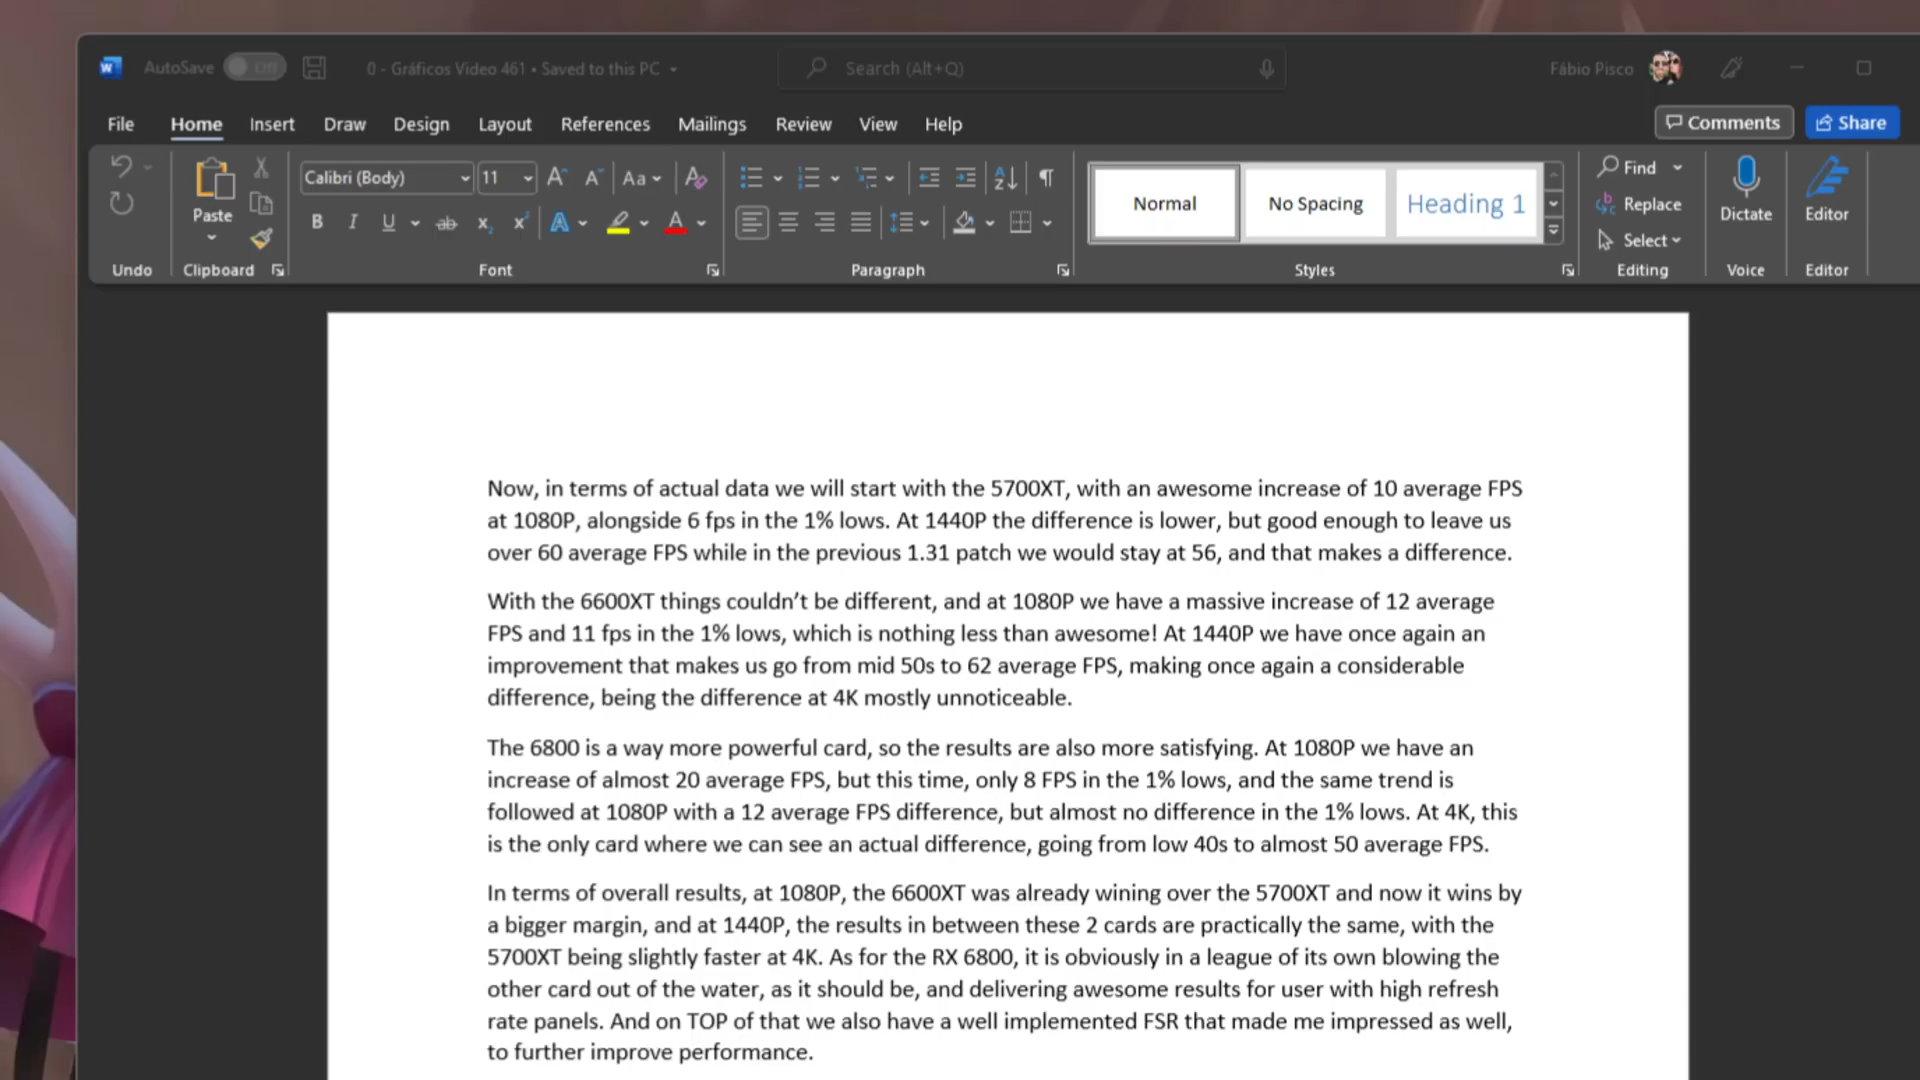 AutoSave Off 0 - Gráficos Video 461 • Saved to this PC Search (Alt+Q) Fábio Pisco
File Home Insert Draw Design Layout References Mailings Review View Help Comments Share
Calibri (Body) 11 Aa Normal No Spacing Heading 1 Find
Paste Replace Dictate Editor
B I U ab x₂ x² A A Select
Undo Clipboard Font Paragraph Styles Editing Voice Editor
Now, in terms of actual data we will start with the 5700XT, with an awesome increase of 10 average FPS
at 1080P, alongside 6 fps in the 1% lows. At 1440P the difference is lower, but good enough to leave us
over 60 average FPS while in the previous 1.31 patch we would stay at 56, and that makes a difference.
With the 6600XT things couldn’t be different, and at 1080P we have a massive increase of 12 average
FPS and 11 fps in the 1% lows, which is nothing less than awesome! At 1440P we have once again an
improvement that makes us go from mid 50s to 62 average FPS, making once again a considerable
difference, being the difference at 4K mostly unnoticeable.
The 6800 is a way more powerful card, so the results are also more satisfying. At 1080P we have an
increase of almost 20 average FPS, but this time, only 8 FPS in the 1% lows, and the same trend is
followed at 1080P with a 12 average FPS difference, but almost no difference in the 1% lows. At 4K, this
is the only card where we can see an actual difference, going from low 40s to almost 50 average FPS.
In terms of overall results, at 1080P, the 6600XT was already wining over the 5700XT and now it wins by
a bigger margin, and at 1440P, the results in between these 2 cards are practically the same, with the
5700XT being slightly faster at 4K. As for the RX 6800, it is obviously in a league of its own blowing the
other card out of the water, as it should be, and delivering awesome results for user with high refresh
rate panels. And on TOP of that we also have a well implemented FSR that made me impressed as well,
to further improve performance.